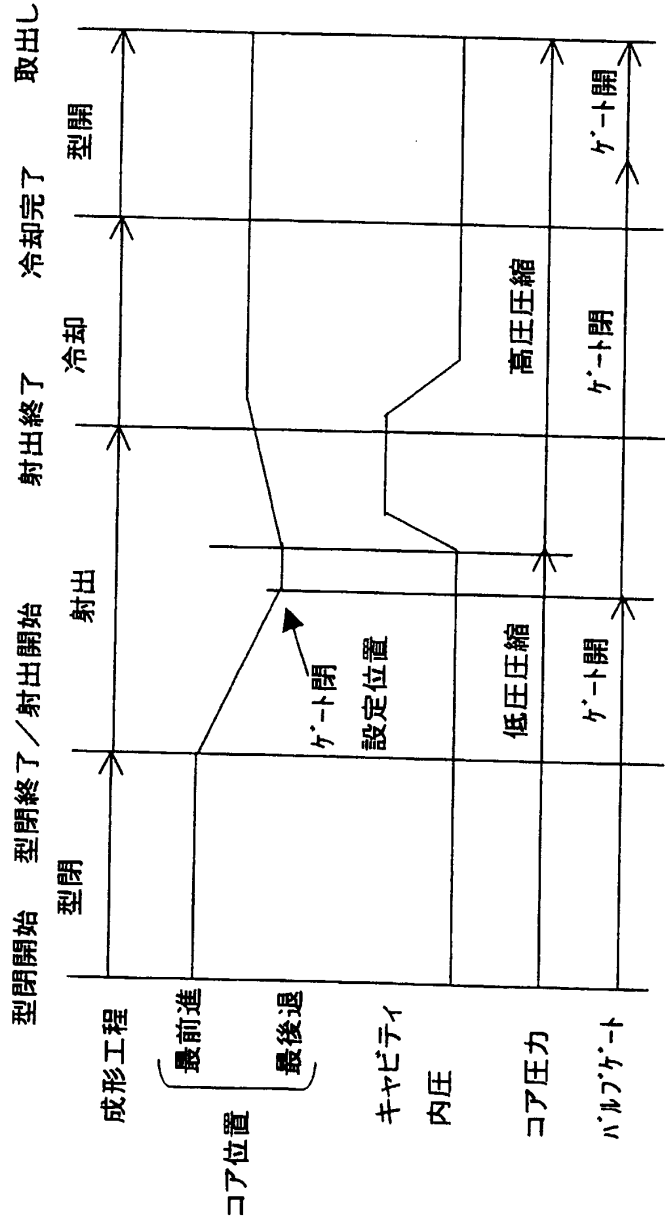 型閉開始 型閉終了/射出開始 射出終了 冷却完了 取出し
型閉 射出 冷却 型開
成形工程
コア位置
最前進
最後退
ゲート閉
設定位置
キャビティ
内圧
コア圧力
低圧圧縮 高圧圧縮
バルブゲート
ゲート開 ゲート閉 ゲート開